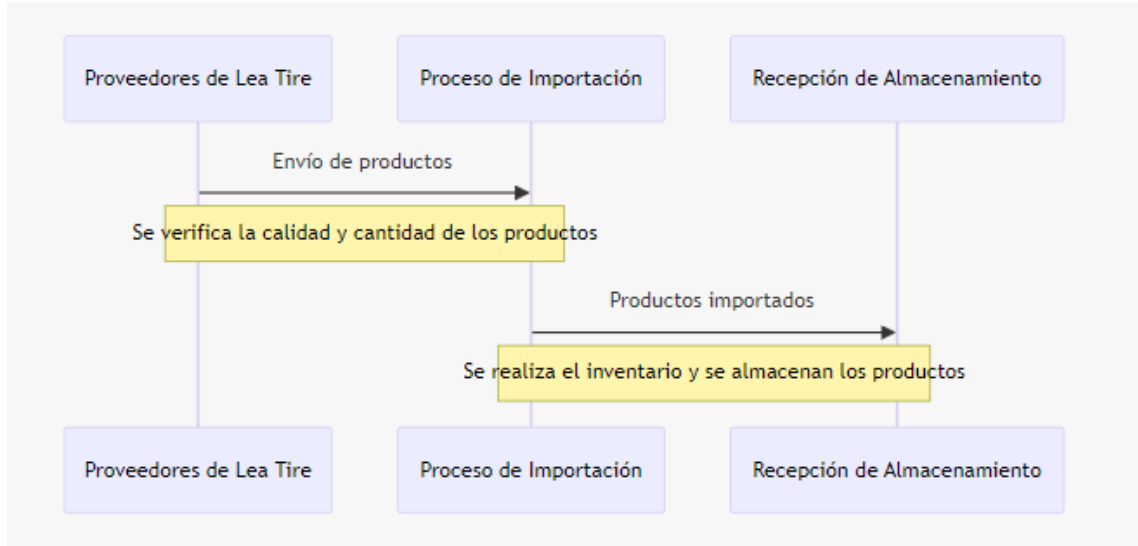 Proveedores de Lea Tire
Proceso de Importación
Recepción de Almacenamiento
Envío de productos
Se verifica la calidad y cantidad de los productos
Productos importados
Se realiza el inventario y se almacenan los productos
Proveedores de Lea Tire
Proceso de Importación
Recepción de Almacenamiento